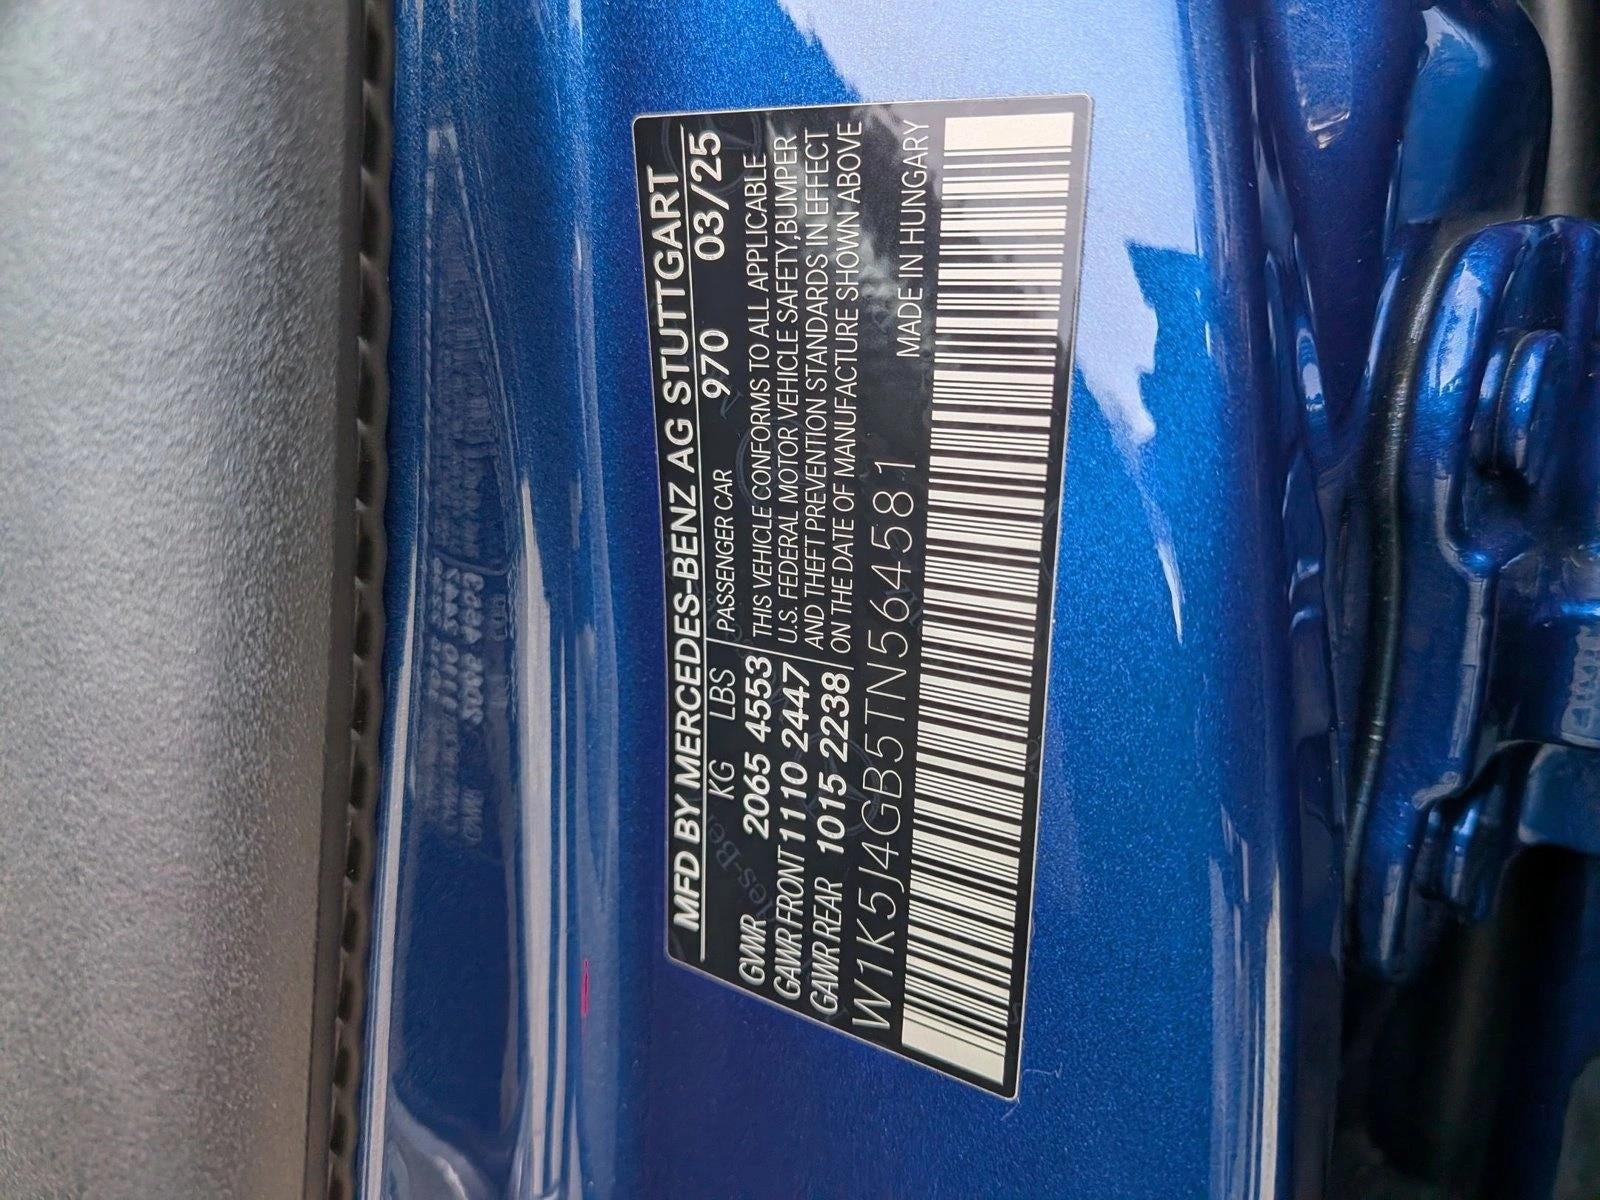 MFD BY MERCEDES-BENZ AG STUTTGART
KG LBS PASSENGER CAR 970 03/25
GVWR 2065 4553
GAWR FRONT 1110 2447
GAWR REAR 1015 2238
THIS VEHICLE CONFORMS TO ALL APPLICABLE
U.S. FEDERAL MOTOR VEHICLE SAFETY,BUMPER
AND THEFT PREVENTION STANDARDS IN EFFECT
ON THE DATE OF MANUFACTURE SHOWN ABOVE
W1K5J4GB5TN564581 MADE IN HUNGARY